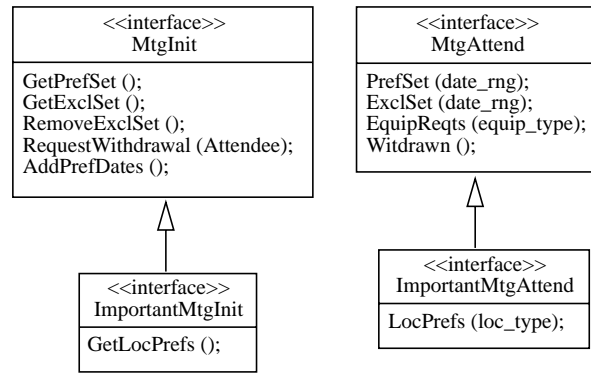 <<interface>>
MtgInit
GetPrefSet ();
GetExclSet ();
RemoveExclSet ();
RequestWithdrawal (Attendee);
AddPrefDates ();
<<interface>>
MtgAttend
PrefSet (date_rng);
ExclSet (date_rng);
EquipReqts (equip_type);
Witdrawn ();
<<interface>>
ImportantMtgInit
GetLocPrefs ();
<<interface>>
ImportantMtgAttend
LocPrefs (loc_type);